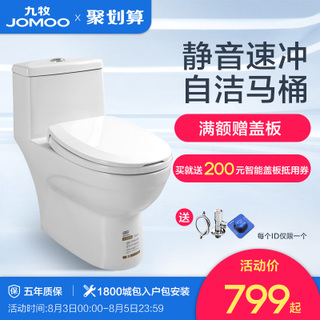 九牧
JOMOO × 聚划算
静音速冲
自洁马桶
满额赠盖板
买就送200元智能盖板抵用券
送
每个ID仅限一个
五年质保 1800城包入户包安装
活动时间：8月3日00:00-8月5日23:59
活动价
799起